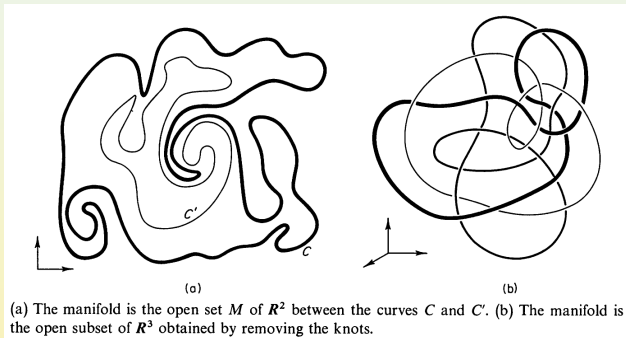 C'
C
(a)
(b)
(a) The manifold is the open set M of R² between the curves C and C'. (b) The manifold is
the open subset of R³ obtained by removing the knots.